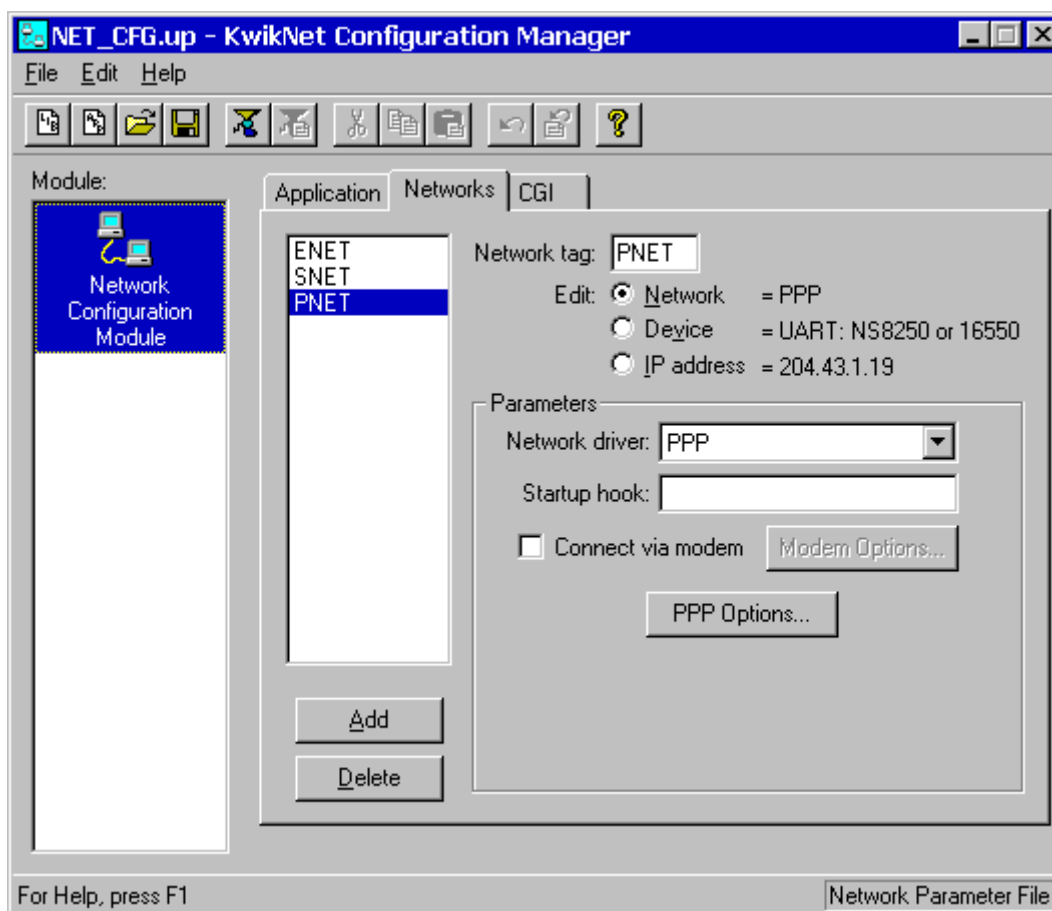 NET_CFG.up - KwikNet Configuration Manager
File Edit Help
Module:
Network
Configuration
Module
Application Networks CGI
ENET
SNET
PNET
Network tag: PNET
Edit: Network = PPP
Device = UART: NS8250 or 16550
IP address = 204.43.1.19
Parameters
Network driver: PPP
Startup hook:
Connect via modem Modem Options...
PPP Options...
Add
Delete
For Help, press F1 Network Parameter File